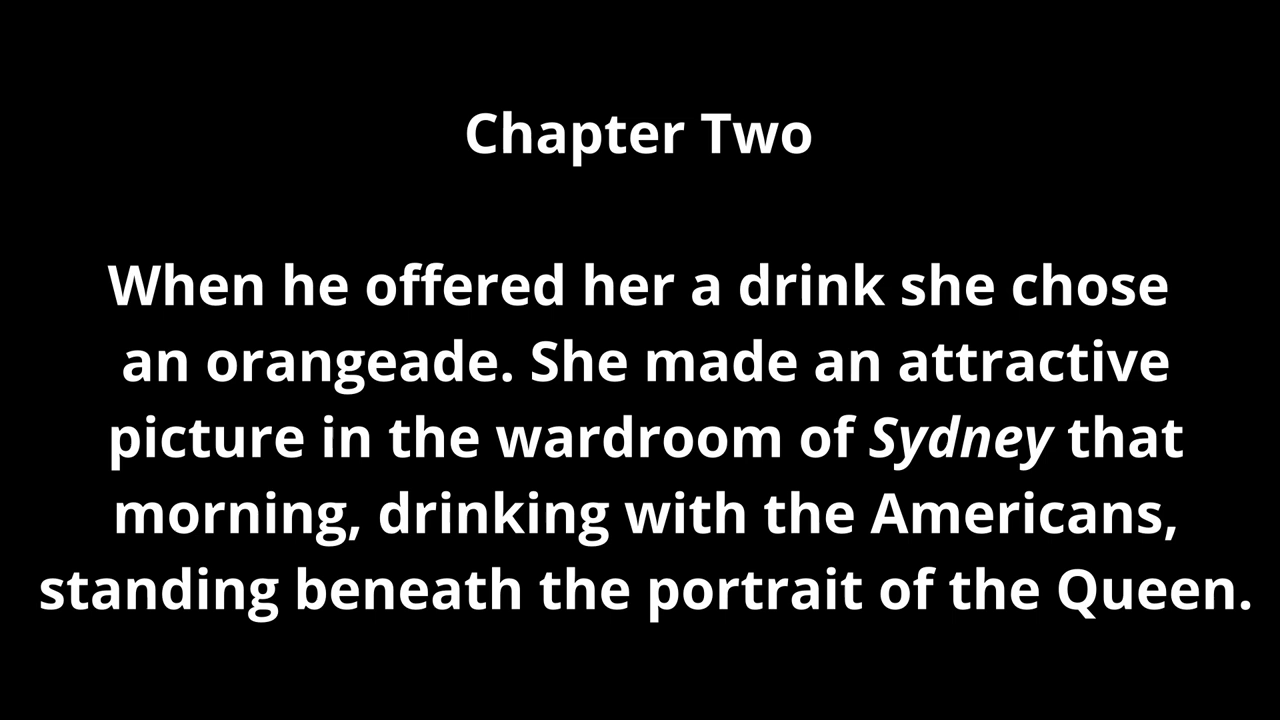 Chapter Two
When he offered her a drink she chose
an orangeade. She made an attractive
picture in the wardroom of Sydney that
morning, drinking with the Americans,
standing beneath the portrait of the Queen.